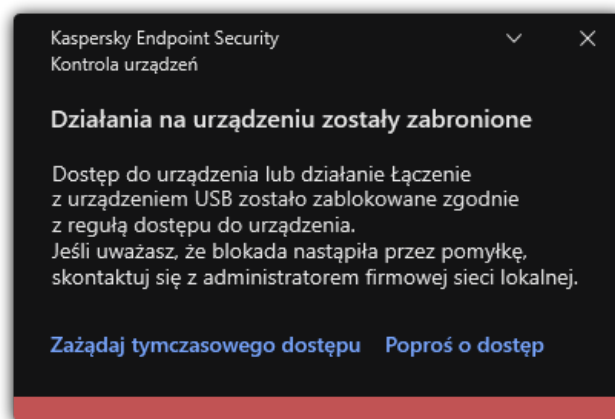 Kaspersky Endpoint Security
Kontrola urządzeń
Działania na urządzeniu zostały zabronione
Dostęp do urządzenia lub działanie Łączenie
z urządzeniem USB zostało zablokowane zgodnie
z regułą dostępu do urządzenia.
Jeśli uważasz, że blokada nastąpiła przez pomyłkę,
skontaktuj się z administratorem firmowej sieci lokalnej.
Zażądaj tymczasowego dostępu Poproś o dostęp